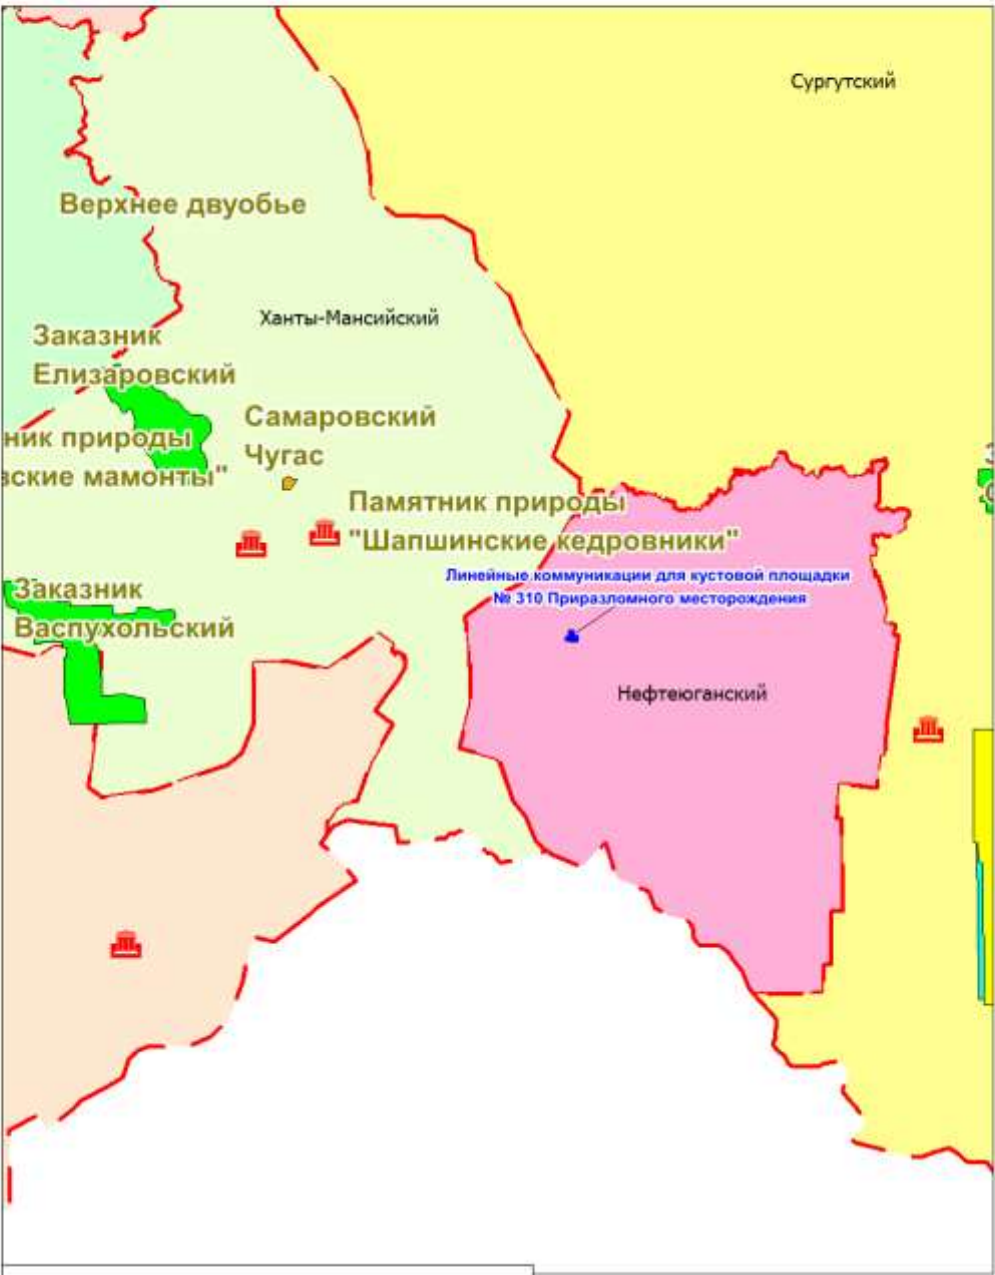 Сургутский
Верхнее двуобье
Ханты-Мансийский
Заказник
Елизаровский
Самаровский
Чугас
ник природы
вские мамонты"
Памятник природы
"Шапшинские кедровники"
Линейные коммуникации для кустовой площадки
№ 310 Приразломного месторождения
Заказник
Васпухольский
Нефтеюганский